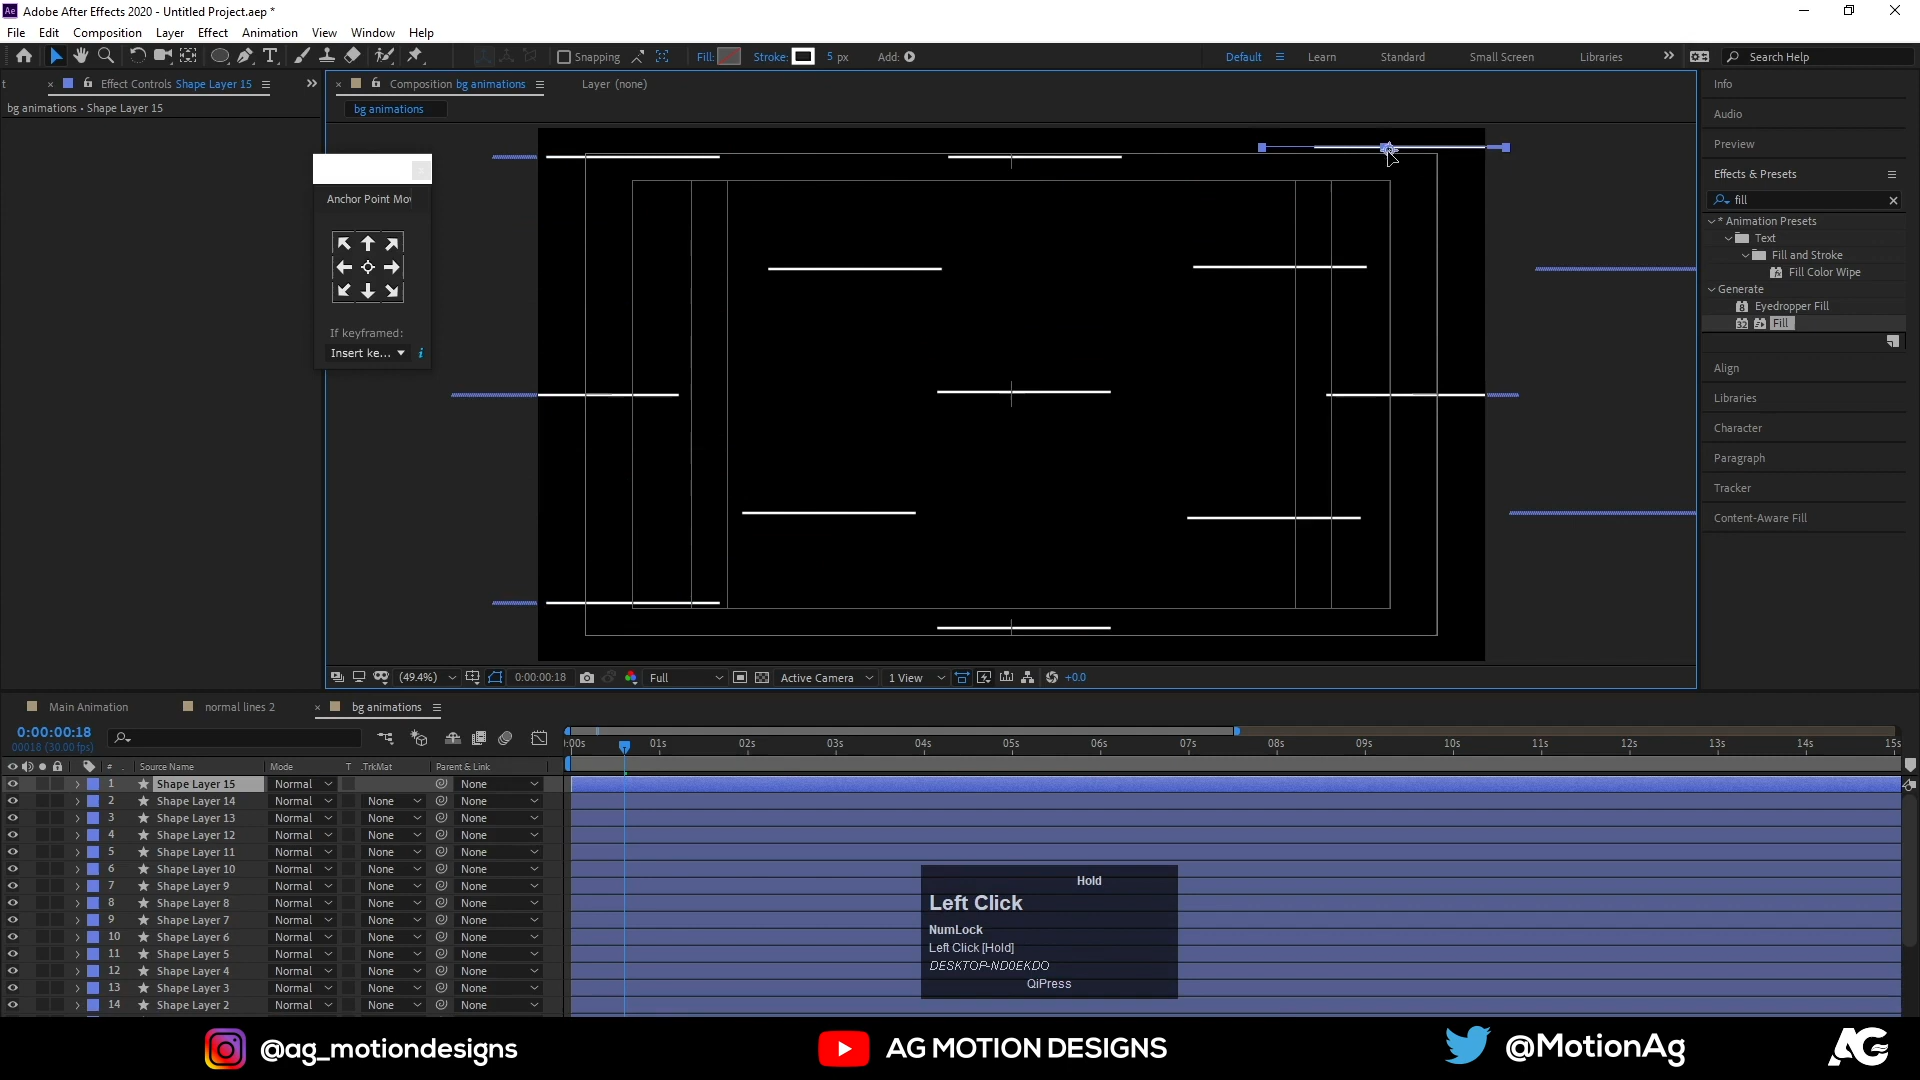 Ae Adobe After Effects 2020 - Untitled Project.aep *
File Edit Composition Layer Effect Animation View Window Help
Snapping Fill: Stroke: 5 px Add: Default Learn Standard Small Screen Libraries Search Help
Effect Controls Shape Layer 15
Composition bg animations
Layer (none)
Info
bg animations • Shape Layer 15
bg animations
Audio
Preview
Effects & Presets
fill
* Animation Presets
Text
Fill and Stroke
Fill Color Wipe
Generate
Eyedropper Fill
32 Fill
Align
Libraries
Character
Paragraph
Tracker
Content-Aware Fill
Anchor Point Mov
If keyframed:
Insert ke... i
(49.4%) 0:00:00:18 Full Active Camera 1 View +0.0
Main Animation normal lines 2 bg animations
0:00:00:18
00018 (30.00 fps)
:00s 01s 02s 03s 04s 05s 06s 07s 08s 09s 10s 11s 12s 13s 14s 15s
# Source Name Mode T .TrkMat Parent & Link
1 Shape Layer 15 Normal None
2 Shape Layer 14 Normal None None
3 Shape Layer 13 Normal None None
4 Shape Layer 12 Normal None None
5 Shape Layer 11 Normal None None
6 Shape Layer 10 Normal None None
7 Shape Layer 9 Normal None None
8 Shape Layer 8 Normal None None
9 Shape Layer 7 Normal None None
10 Shape Layer 6 Normal None None
11 Shape Layer 5 Normal None None
12 Shape Layer 4 Normal None None
13 Shape Layer 3 Normal None None
14 Shape Layer 2 Normal None None
Hold
Left Click
NumLock
Left Click [Hold]
DESKTOP-ND0EKDO
QiPress
@ag_motiondesigns AG MOTION DESIGNS @MotionAg AG